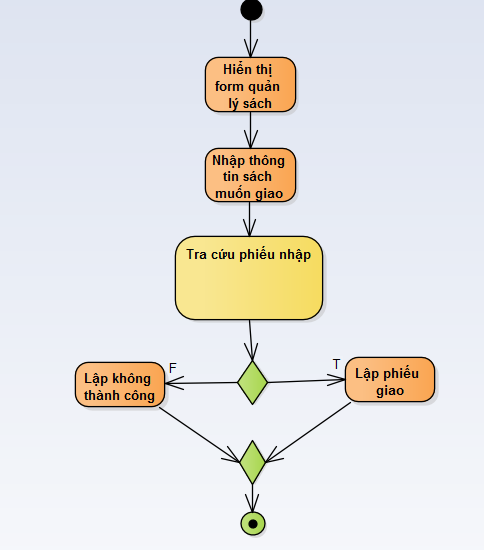 Hiển thị
form quản
lý sách
Nhập thông
tin sách
muốn giao
Tra cứu phiếu nhập
F
T
Lập không
thành công
Lập phiếu
giao